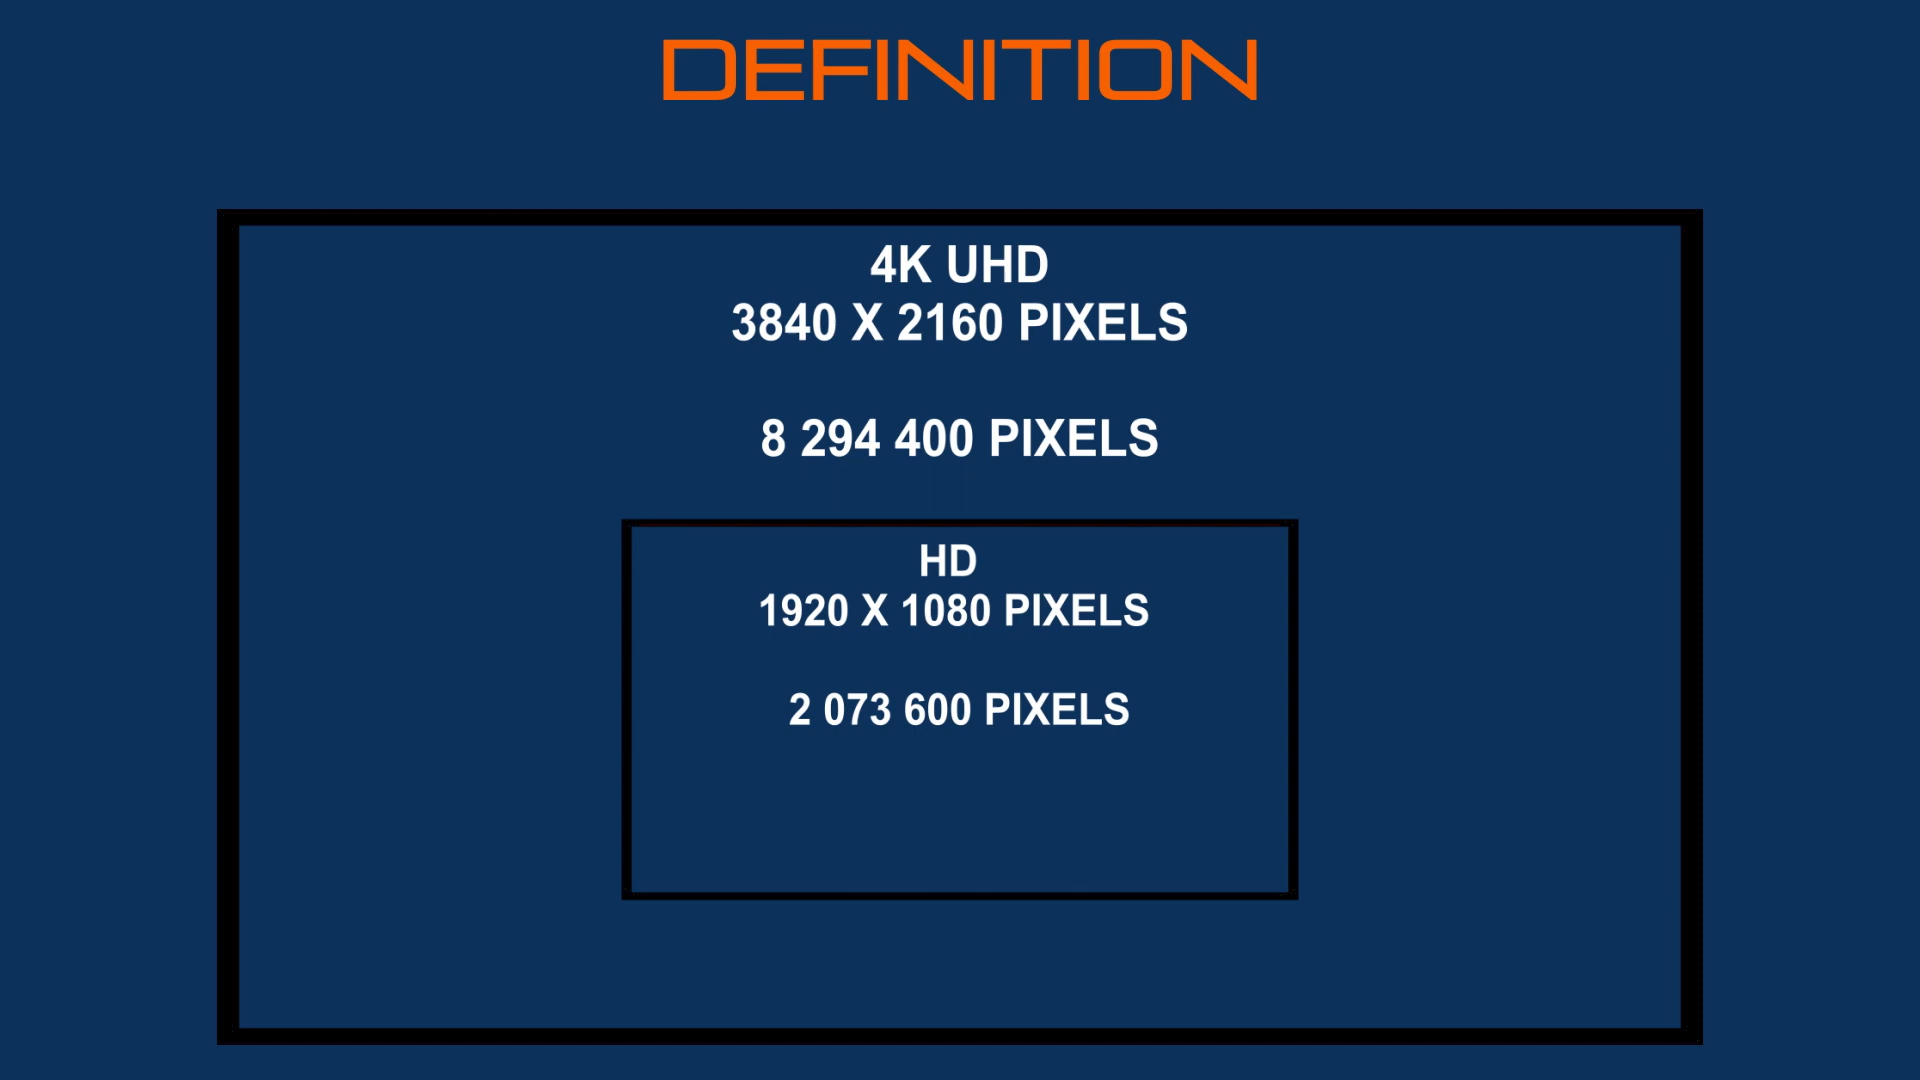 DEFINITION
4K UHD
3840 X 2160 PIXELS
8 294 400 PIXELS
HD
1920 X 1080 PIXELS
2 073 600 PIXELS